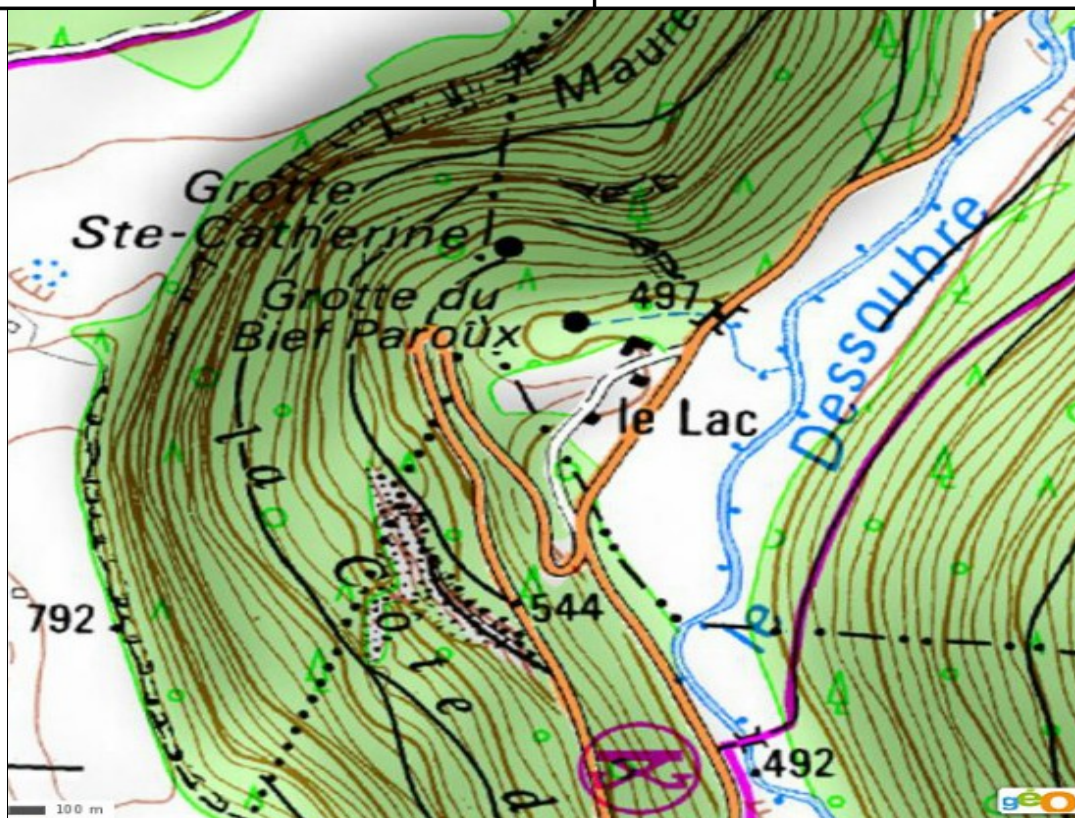 Maure
Grotte
Ste-Catherine
Grotte du
Bief Paroux
497
le Lac
le Dessoubre
la Côte d
792
544
492
100 m
géo